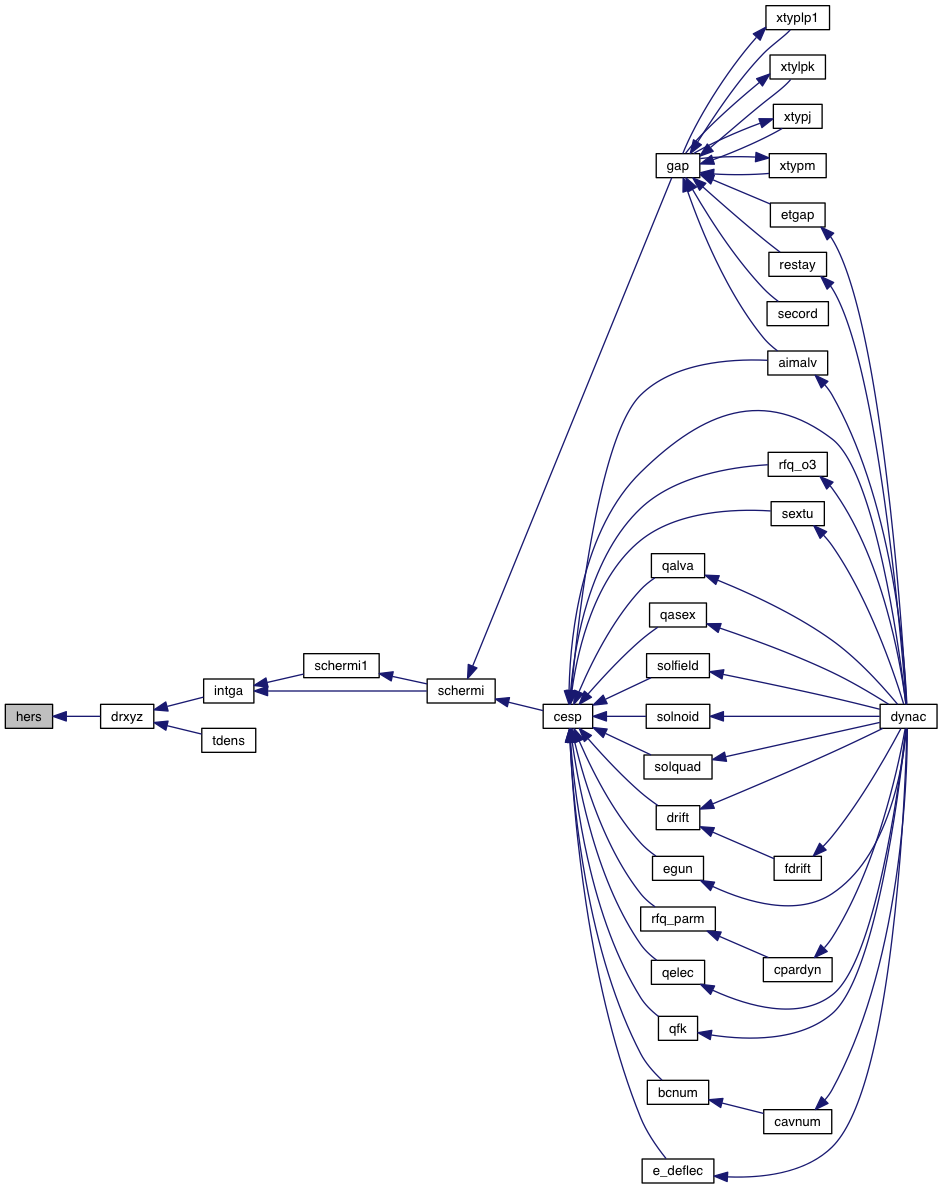 xtyplp1
xtylpk
xtypj
gap
xtypm
etgap
restay
secord
aimalv
rfq_o3
sextu
qalva
qasex
solfield
schermi1
intga
schermi
hers
drxyz
cesp
solnoid
dynac
tdens
solquad
drift
egun
fdrift
rfq_parm
qelec
cpardyn
qfk
bcnum
cavnum
e_deflec